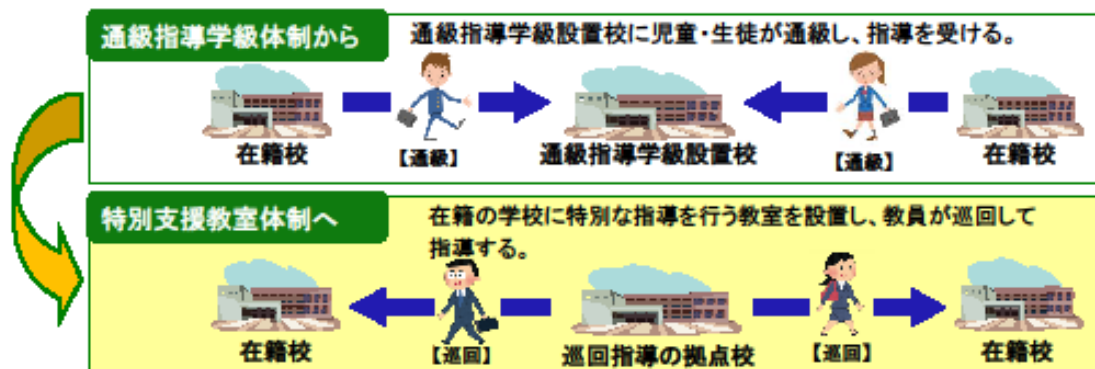 通級指導学級体制から
通級指導学級設置校に児童・生徒が通級し、指導を受ける。
在籍校
【通級】
通級指導学級設置校
【通級】
在籍校
特別支援教室体制へ
在籍の学校に特別な指導を行う教室を設置し、教員が巡回して
指導する。
在籍校
【巡回】
巡回指導の拠点校
【巡回】
在籍校